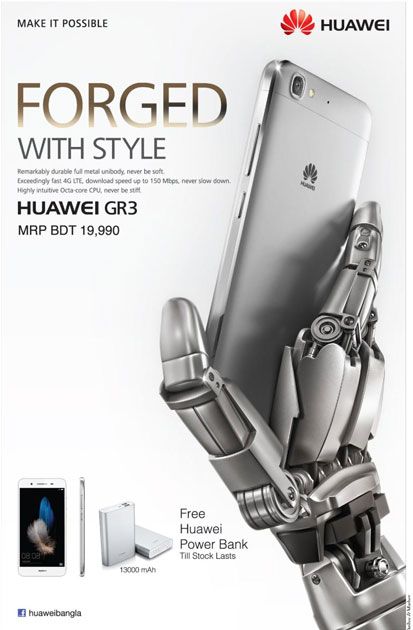 MAKE IT POSSIBLE
HUAWEI
FORGED
WITH STYLE
Remarkably durable full metal unibody, never be soft.
Exceedingly fast 4G LTE, download speed up to 150 Mbps, never slow down.
Highly intuitive Octa-core CPU, never be stiff.
HUAWEI GR3
MRP BDT 19,990
HUAWEI
08:08
Free
Huawei
Power Bank
Till Stock Lasts
13000 mAh
huaweibangla